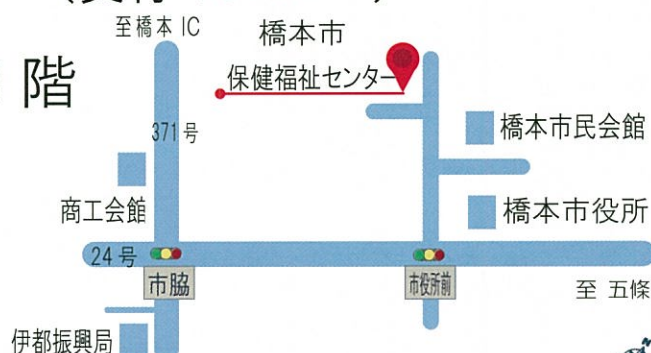 至橋本 IC
橋本市
保健福祉センター
階
371号
橋本市民会館
商工会館
橋本市役所
24号
市脇
市役所前
至 五條
伊都振興局